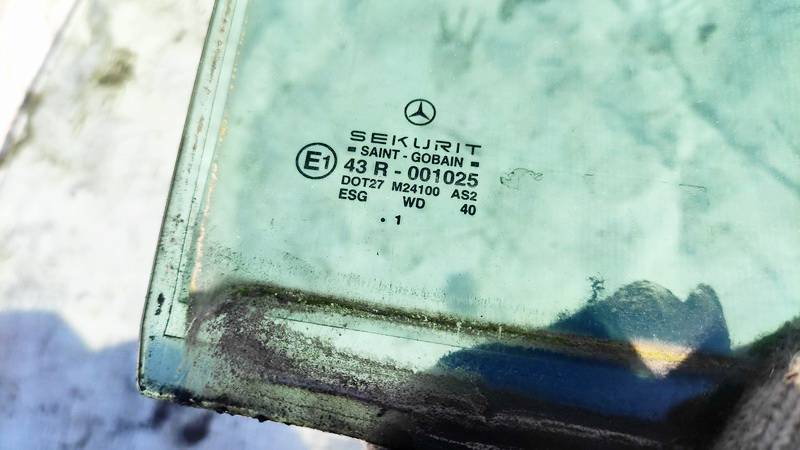 SEKURIT
SAINT - GOBAIN
E1
43 R - 001025
DOT27 M24100 AS2
ESG WD 40
. 1